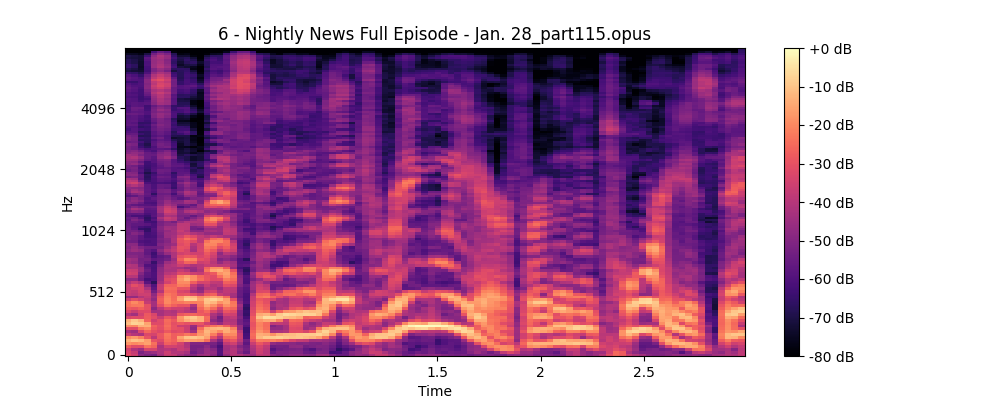 6 - Nightly News Full Episode - Jan. 28_part115.opus
Hz
4096
2048
1024
512
0
0 0.5 1 1.5 2 2.5
Time
+0 dB
-10 dB
-20 dB
-30 dB
-40 dB
-50 dB
-60 dB
-70 dB
-80 dB